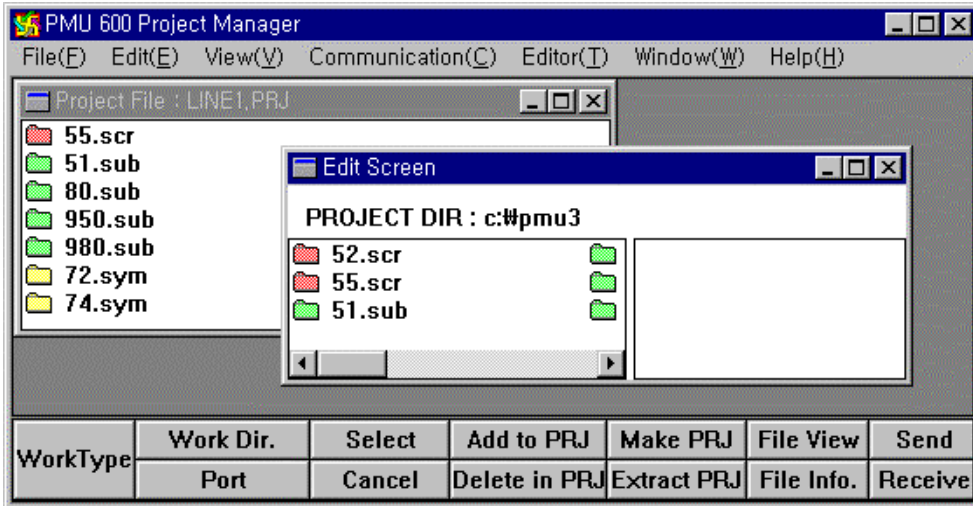 PMU 600 Project Manager
File(F) Edit(E) View(V) Communication(C) Editor(T) Window(W) Help(H)
Project File : LINE1,PRJ
55.scr
51.sub
80.sub
950.sub
980.sub
72.sym
74.sym
Edit Screen
PROJECT DIR : c:₩pmu3
52.scr
55.scr
51.sub
WorkType
Work Dir. Select Add to PRJ Make PRJ File View Send
Port Cancel Delete in PRJ Extract PRJ File Info. Receive